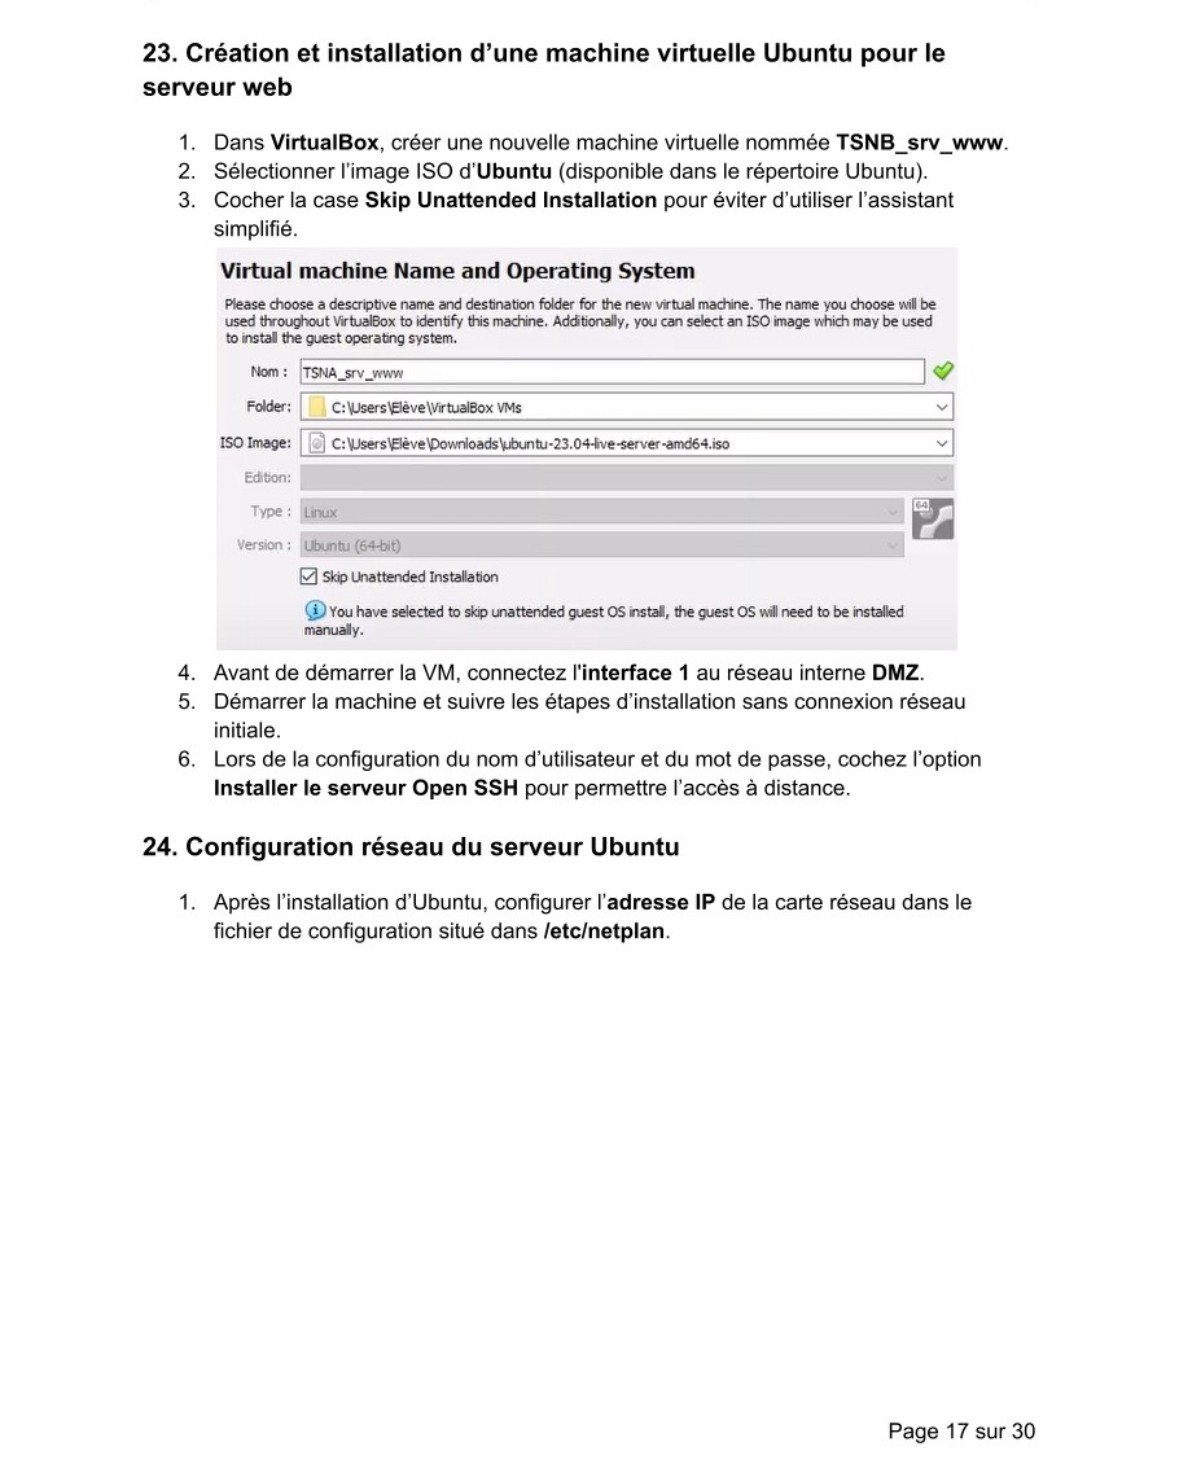 23. Création et installation d’une machine virtuelle Ubuntu pour le
serveur web
1. Dans VirtualBox, créer une nouvelle machine virtuelle nommée TSNB_srv_www.
2. Sélectionner l’image ISO d’Ubuntu (disponible dans le répertoire Ubuntu).
3. Cocher la case Skip Unattended Installation pour éviter d’utiliser l’assistant
simplifié.
Virtual machine Name and Operating System
Please choose a descriptive name and destination folder for the new virtual machine. The name you choose will be
used throughout VirtualBox to identify this machine. Additionally, you can select an ISO image which may be used
to install the guest operating system.
Nom : TSNA_srv_www
Folder: C:\Users\Elève\VirtualBox VMs
ISO Image: C:\Users\Elève\Downloads\ubuntu-23.04-live-server-amd64.iso
Edition:
Type : Linux
64
Version : Ubuntu (64-bit)
Skip Unattended Installation
You have selected to skip unattended guest OS install, the guest OS will need to be installed
manually.
4. Avant de démarrer la VM, connectez l'interface 1 au réseau interne DMZ.
5. Démarrer la machine et suivre les étapes d’installation sans connexion réseau
initiale.
6. Lors de la configuration du nom d’utilisateur et du mot de passe, cochez l’option
Installer le serveur Open SSH pour permettre l’accès à distance.
24. Configuration réseau du serveur Ubuntu
1. Après l’installation d’Ubuntu, configurer l’adresse IP de la carte réseau dans le
fichier de configuration situé dans /etc/netplan.
Page 17 sur 30